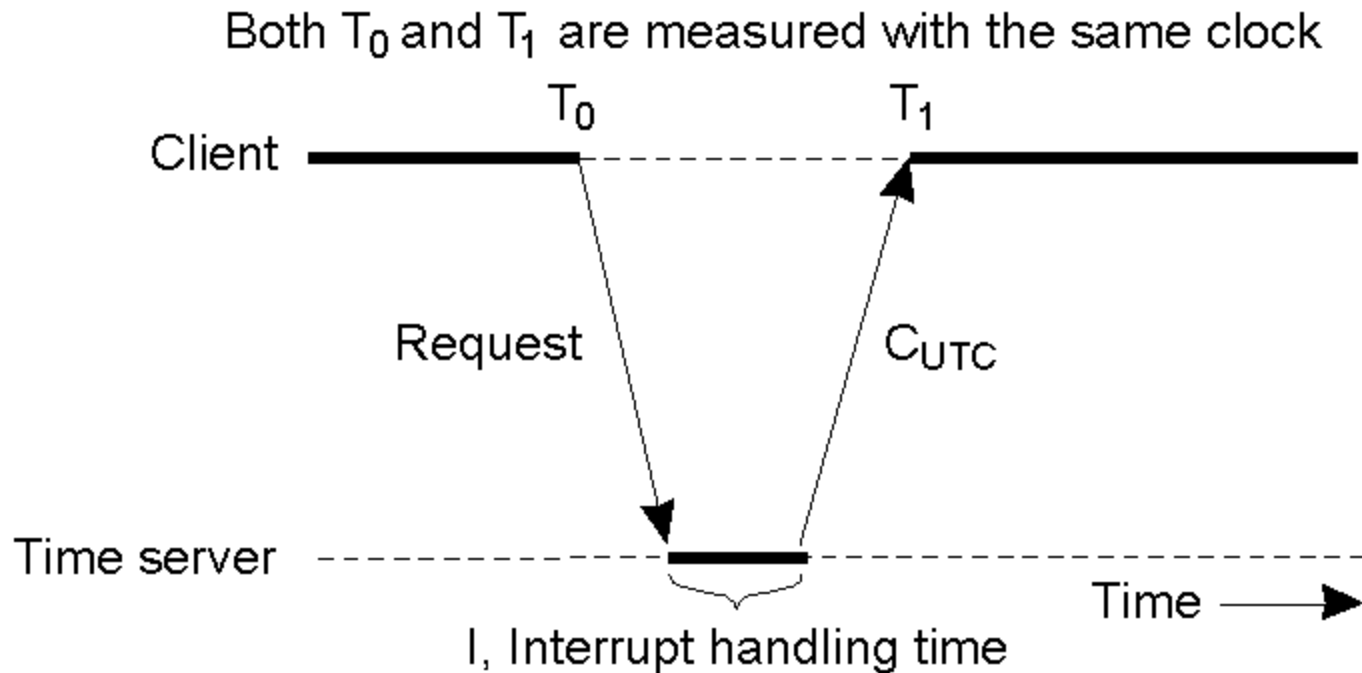 Both T₀ and T₁ are measured with the same clock
T₀
T₁
Client
Request
C_UTC
Time server
Time
I, Interrupt handling time